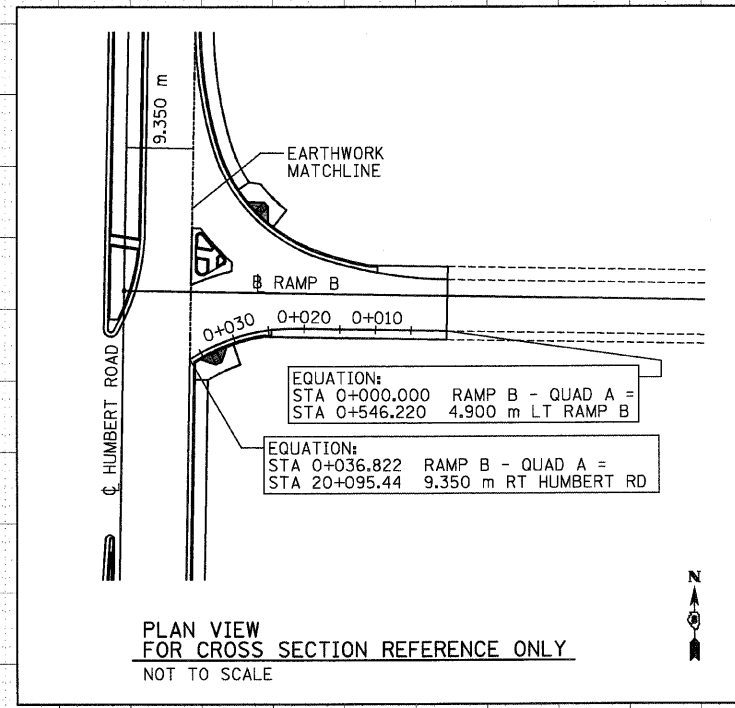 9.350 m
EARTHWORK
MATCHLINE
B RAMP B
0+030
0+020
0+010
EQUATION:
STA 0+000.000 RAMP B - QUAD A =
STA 0+546.220 4.900 m LT RAMP B
EQUATION:
STA 0+036.822 RAMP B - QUAD A =
STA 20+095.44 9.350 m RT HUMBERT RD
℄ HUMBERT ROAD
N
PLAN VIEW
FOR CROSS SECTION REFERENCE ONLY
NOT TO SCALE